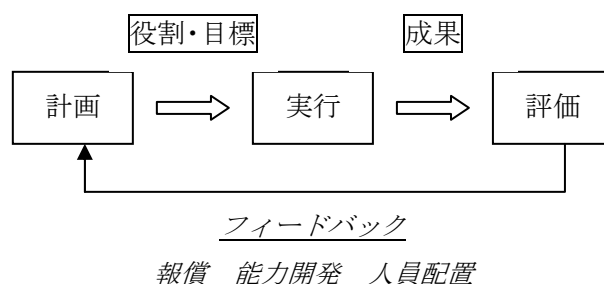 役割・目標 成果
計画 実行 評価
フィードバック
報償 能力開発 人員配置